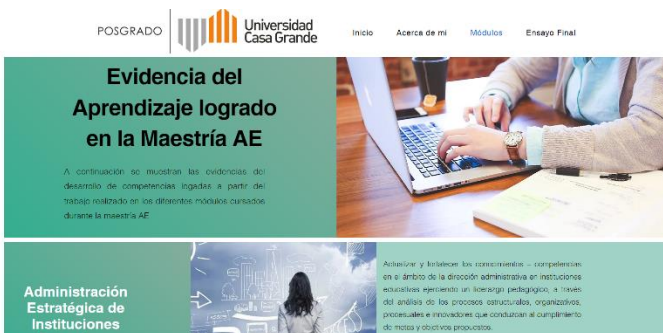 POSGRADO
Universidad
Casa Grande
Inicio
Acerca de mi
Módulos
Ensayo Final
Evidencia del
Aprendizaje logrado
en la Maestría AE
A continuación se muestran las evidencias del
desarrollo de competencias logadas a partir del
trabajo realizado en los diferentes módulos cursados
durante la maestría AE
Administración
Estratégica de
Instituciones
Actualizar y fortalecer los conocimientos – competencias
en el ámbito de la dirección administrativa en instituciones
educativas ejerciendo un liderazgo pedagógico, a través
del análisis de los procesos estructurales, organizativos,
procesuales e innovadores que conduzcan al cumplimiento
de metas y objetivos propuestos.